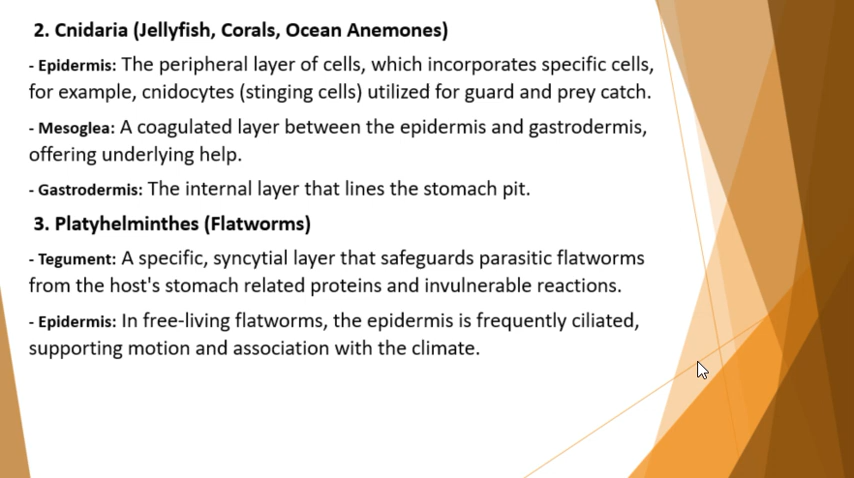 2. Cnidaria (Jellyfish, Corals, Ocean Anemones)
- Epidermis: The peripheral layer of cells, which incorporates specific cells,
for example, cnidocytes (stinging cells) utilized for guard and prey catch.
- Mesoglea: A coagulated layer between the epidermis and gastrodermis,
offering underlying help.
- Gastrodermis: The internal layer that lines the stomach pit.
3. Platyhelminthes (Flatworms)
- Tegument: A specific, syncytial layer that safeguards parasitic flatworms
from the host's stomach related proteins and invulnerable reactions.
- Epidermis: In free-living flatworms, the epidermis is frequently ciliated,
supporting motion and association with the climate.